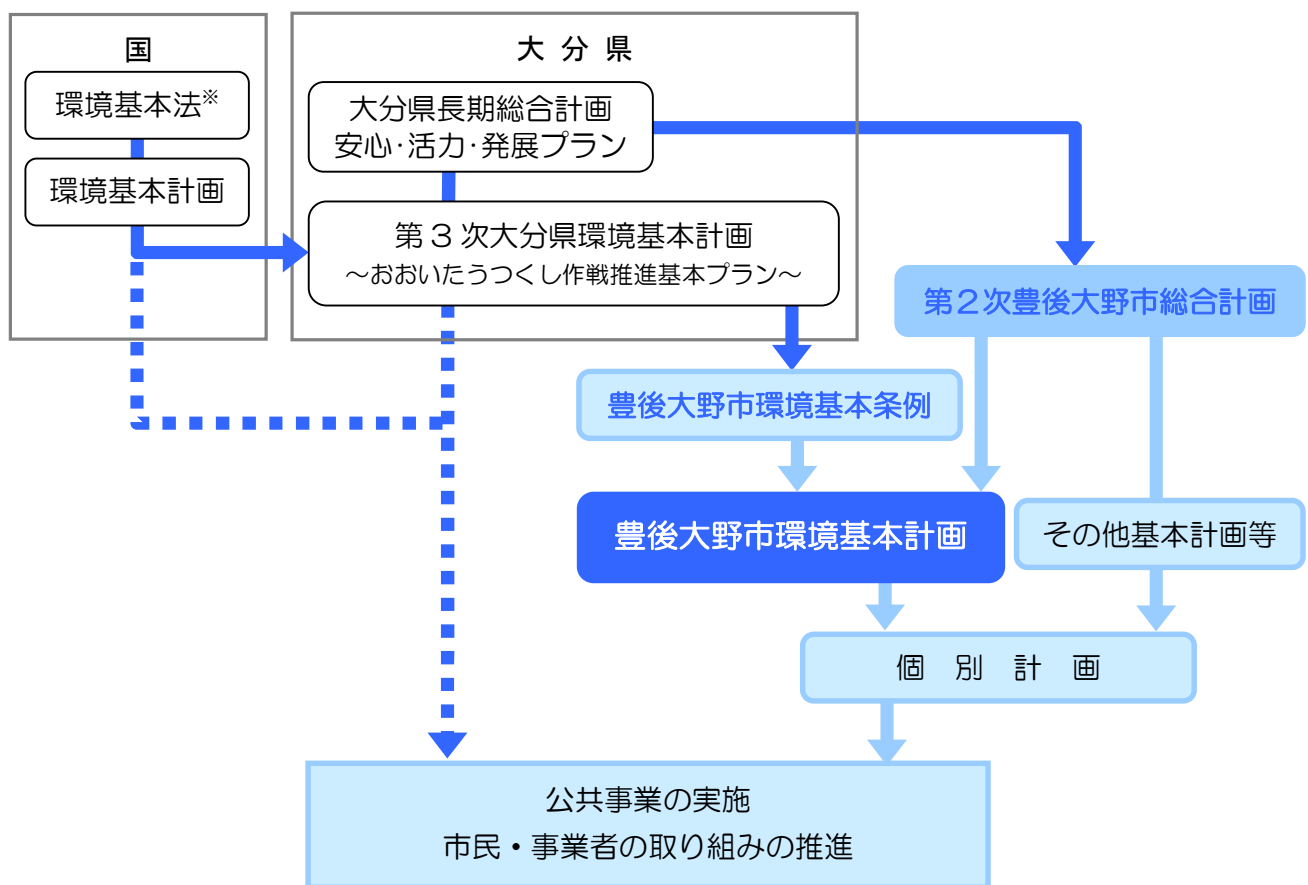 国
環境基本法※
環境基本計画
大 分 県
大分県長期総合計画
安心・活力・発展プラン
第3次大分県環境基本計画
～おおいたうつくし作戦推進基本プラン～
第2次豊後大野市総合計画
豊後大野市環境基本条例
豊後大野市環境基本計画
その他基本計画等
個 別 計 画
公共事業の実施
市民・事業者の取り組みの推進